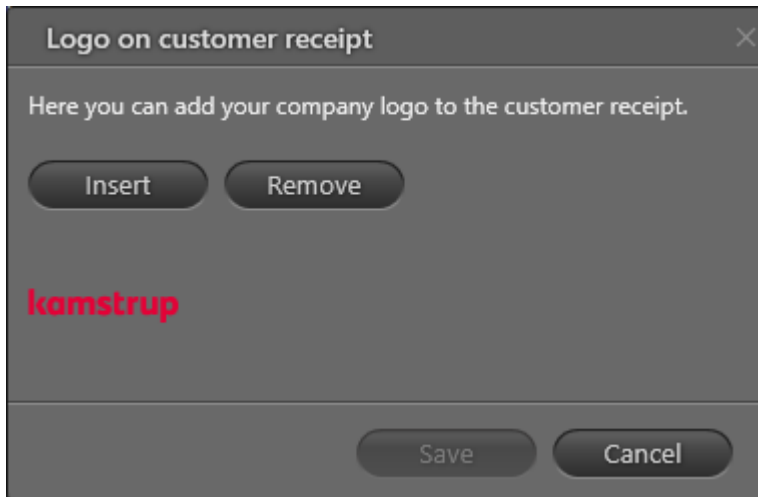 Logo on customer receipt
Here you can add your company logo to the customer receipt.
Insert
Remove
kamstrup
Save
Cancel